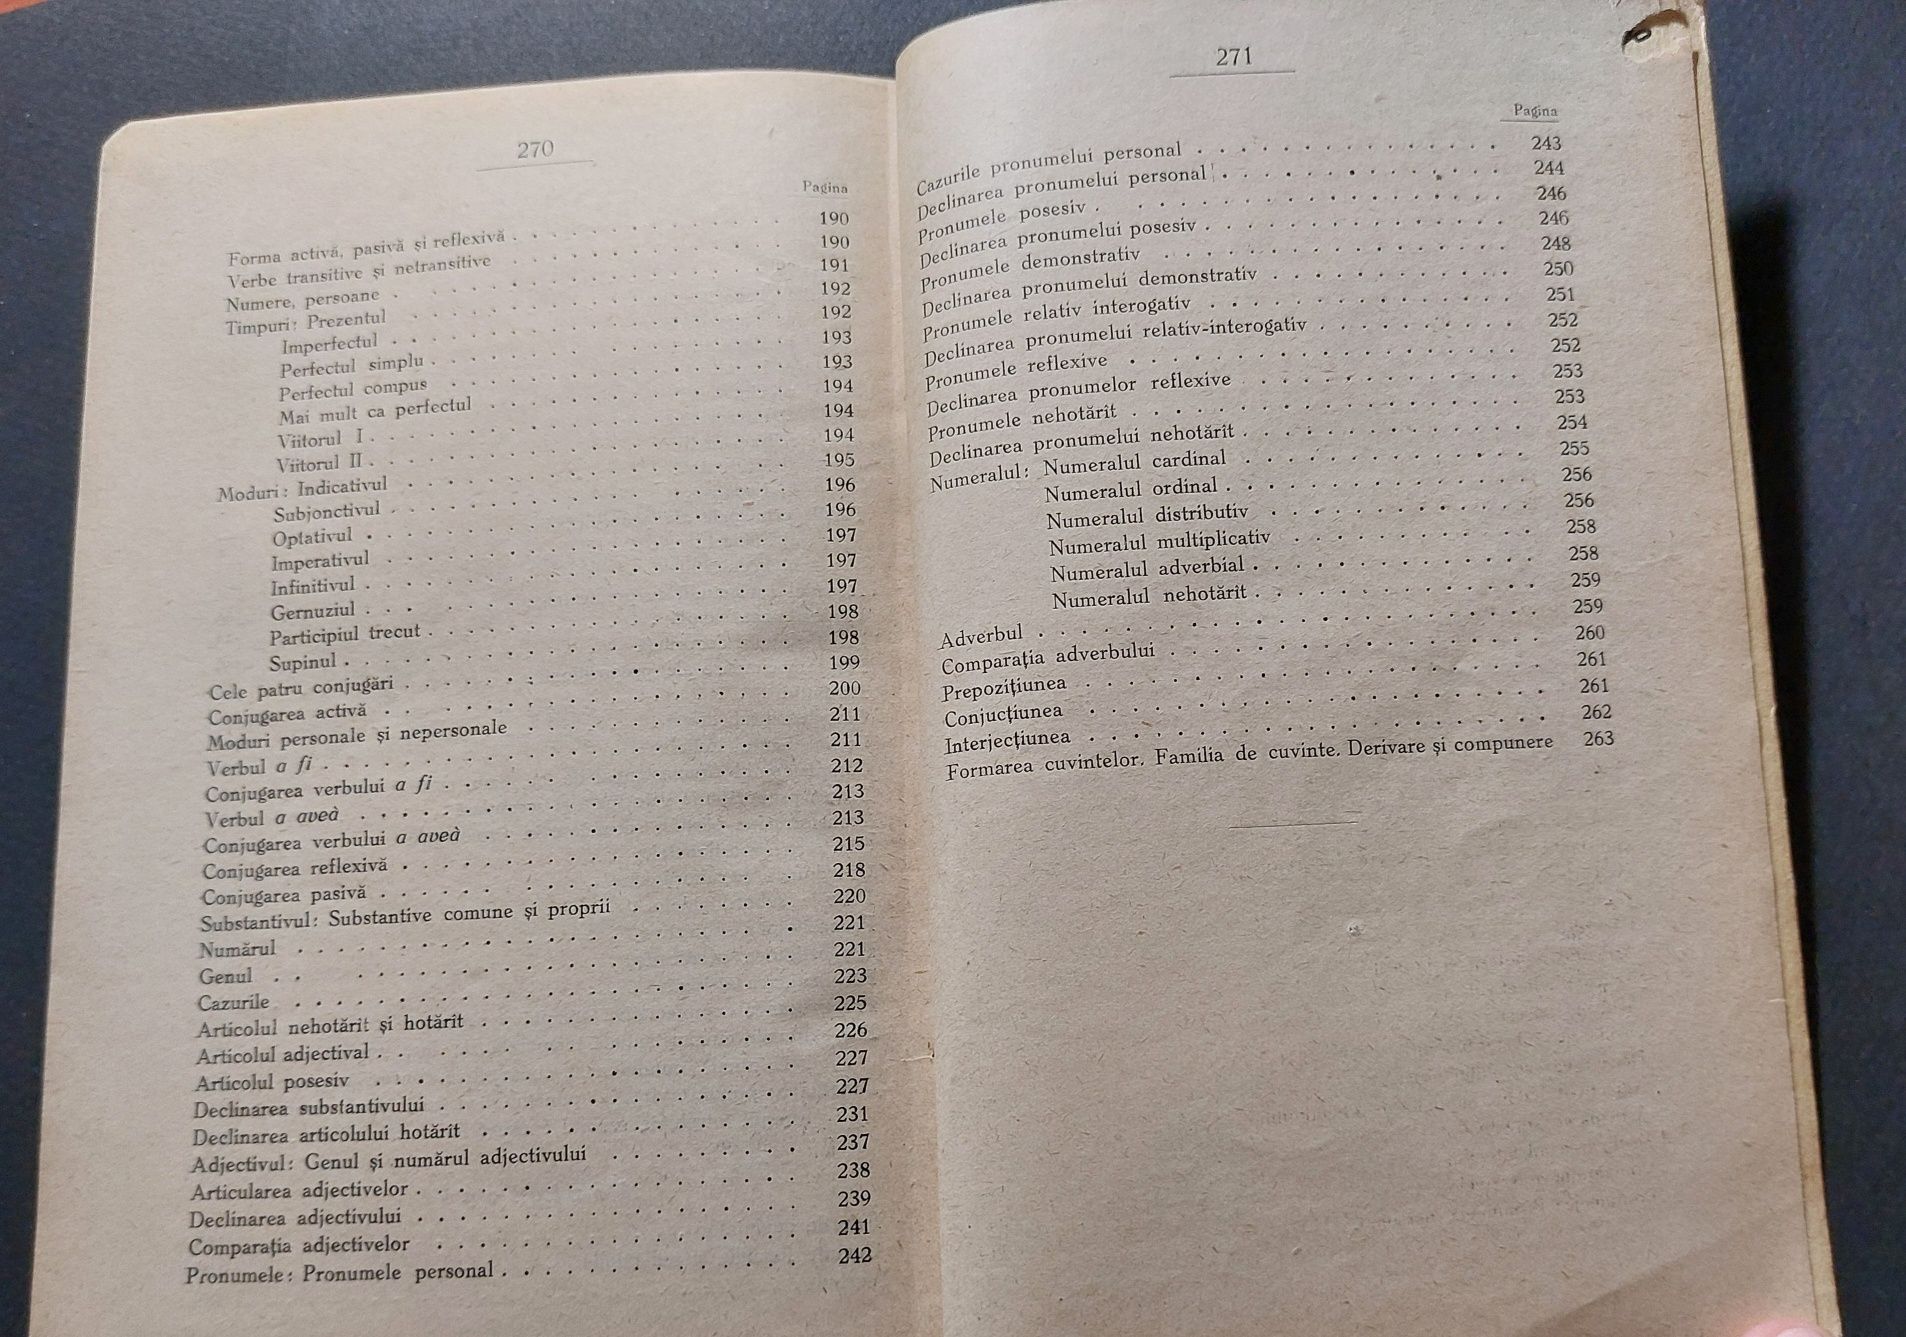 270
Pagina
Forma activă, pasivă și reflexivă . . . . . 190
Verbe transitive și netransitive . . . . . 190
Numere, persoane . . . . . 191
Timpuri: Prezentul . . . . . 192
Imperfectul . . . . . 192
Perfectul simplu . . . . . 193
Perfectul compus . . . . . 193
Mai mult ca perfectul . . . . . 194
Viitorul I . . . . . 194
Viitorul II . . . . . 194
Moduri: Indicativul . . . . . 195
Subjonctivul . . . . . 196
Optativul . . . . . 196
Imperativul . . . . . 197
Infinitivul . . . . . 197
Gernuziul . . . . . 197
Participiul trecut . . . . . 198
Supinul . . . . . 198
Cele patru conjugări . . . . . 199
Conjugarea activă . . . . . 200
Moduri personale și nepersonale . . . . . 211
Verbul a fi . . . . . 211
Conjugarea verbului a fi . . . . . 212
Verbul a aveà . . . . . 213
Conjugarea verbului a aveà . . . . . 213
Conjugarea reflexivă . . . . . 215
Conjugarea pasivă . . . . . 218
Substantivul: Substantive comune și proprii . . . . . 220
Numărul . . . . . 221
Genul . . . . . 221
Cazurile . . . . . 223
Articolul nehotărît și hotărît . . . . . 225
Articolul adjectival . . . . . 226
Articolul posesiv . . . . . 227
Declinarea substantivului . . . . . 227
Declinarea articolului hotărît . . . . . 231
Adjectivul: Genul și numărul adjectivului . . . . . 237
Articularea adjectivelor . . . . . 238
Declinarea adjectivului . . . . . 239
Comparația adjectivelor . . . . . 241
Pronumele: Pronumele personal . . . . . 242
271
Pagina
Cazurile pronumelui personal . . . . . 243
Declinarea pronumelui personal . . . . . 244
Pronumele posesiv . . . . . 246
Declinarea pronumelui posesiv . . . . . 246
Pronumele demonstrativ . . . . . 248
Declinarea pronumelui demonstrativ . . . . . 250
Pronumele relativ interogativ . . . . . 251
Declinarea pronumelui relativ-interogativ . . . . . 252
Pronumele reflexive . . . . . 252
Declinarea pronumelor reflexive . . . . . 253
Pronumele nehotărît . . . . . 253
Declinarea pronumelui nehotărît . . . . . 254
Numeralul: Numeralul cardinal . . . . . 255
Numeralul ordinal . . . . . 256
Numeralul distributiv . . . . . 256
Numeralul multiplicativ . . . . . 258
Numeralul adverbial . . . . . 258
Numeralul nehotărît . . . . . 259
Adverbul . . . . . 259
Comparația adverbului . . . . . 260
Prepozițiunea . . . . . 261
Conjucțiunea . . . . . 261
Interjecțiunea . . . . . 262
Formarea cuvintelor. Familia de cuvinte. Derivare și compunere 263